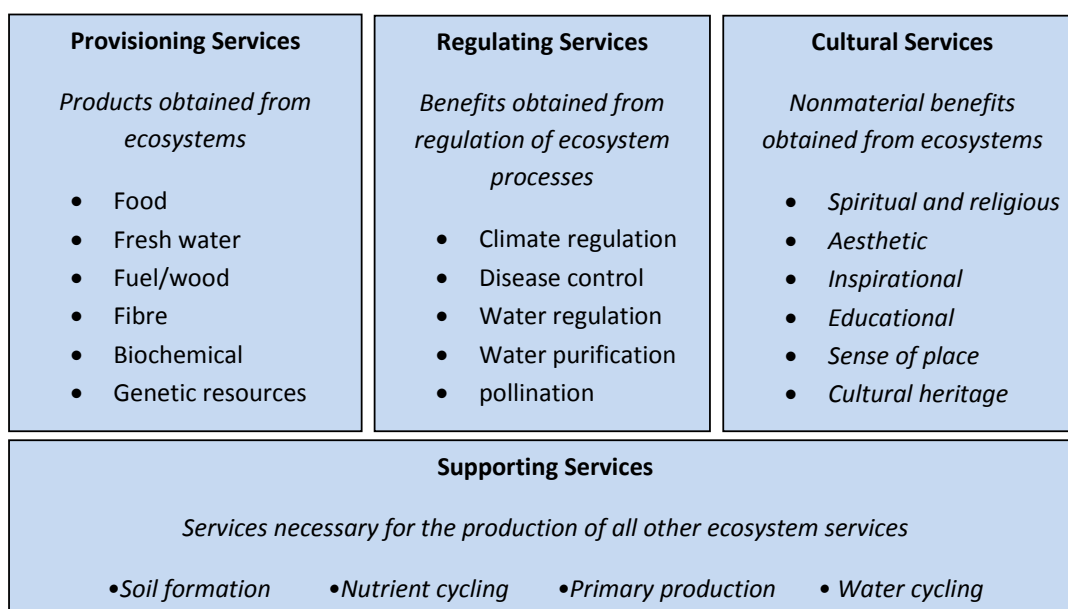 Provisioning Services
Products obtained from
ecosystems
• Food
• Fresh water
• Fuel/wood
• Fibre
• Biochemical
• Genetic resources
Regulating Services
Benefits obtained from
regulation of ecosystem
processes
• Climate regulation
• Disease control
• Water regulation
• Water purification
• pollination
Cultural Services
Nonmaterial benefits
obtained from ecosystems
• Spiritual and religious
• Aesthetic
• Inspirational
• Educational
• Sense of place
• Cultural heritage
Supporting Services
Services necessary for the production of all other ecosystem services
•Soil formation •Nutrient cycling •Primary production • Water cycling